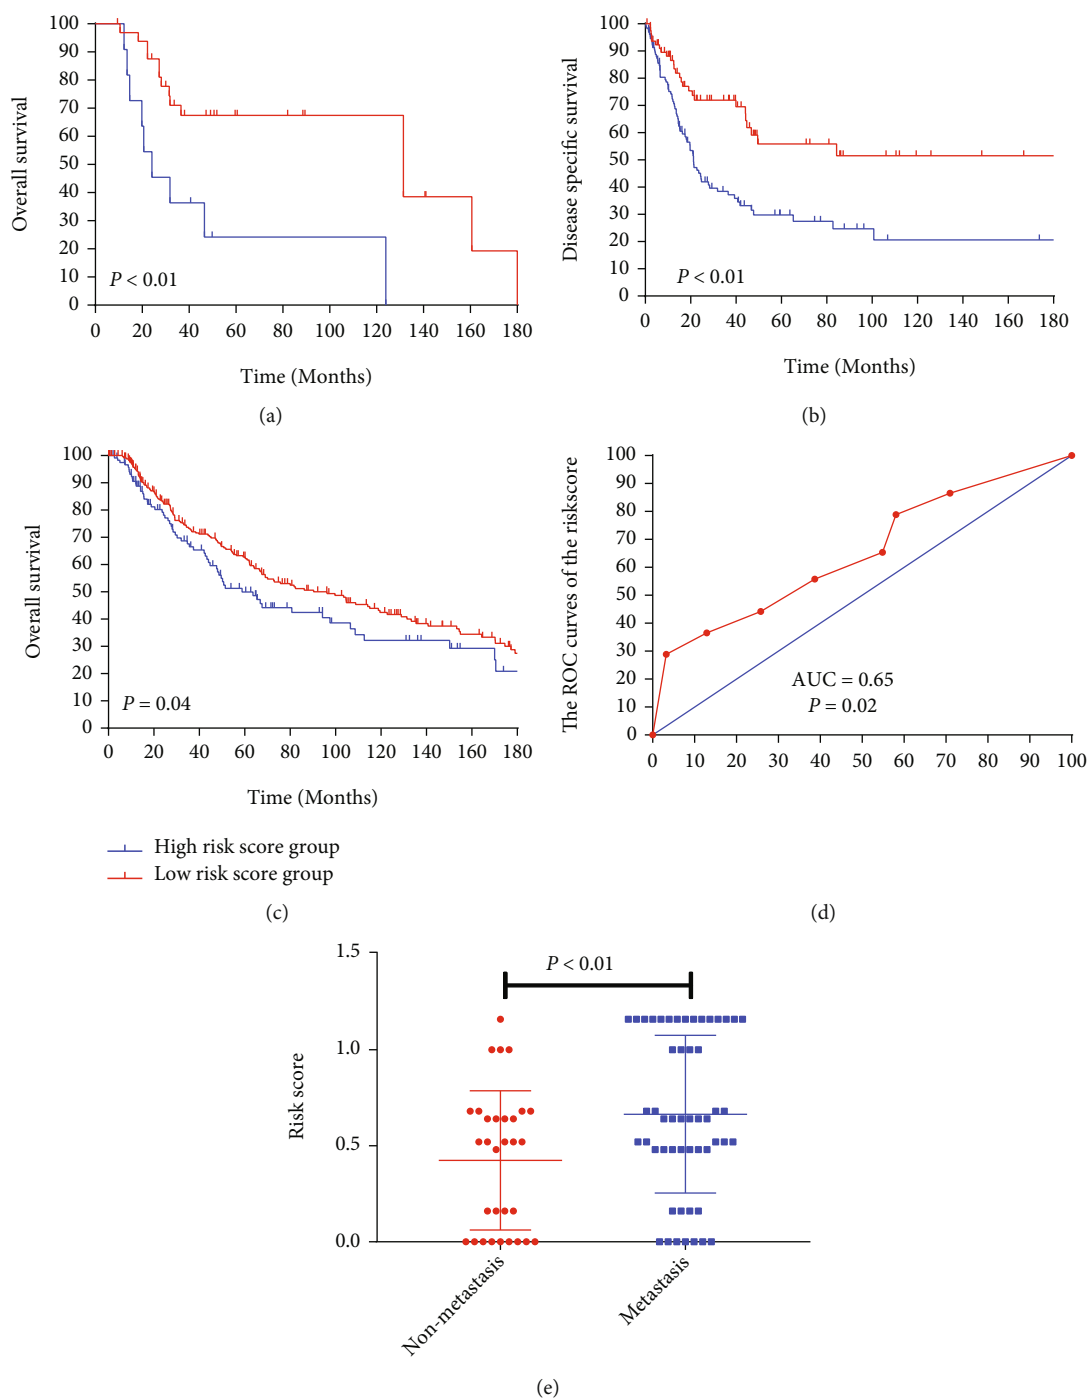 100
90
80
70
60
50
40
30
20
10
0
Overall survival
P < 0.01
0 20 40 60 80 100 120 140 160 180
Time (Months)
(a)
100
90
80
70
60
50
40
30
20
10
0
Disease specific survival
P < 0.01
0 20 40 60 80 100 120 140 160 180
Time (Months)
(b)
100
90
80
70
60
50
40
30
20
10
0
Overall survival
P = 0.04
0 20 40 60 80 100 120 140 160 180
Time (Months)
High risk score group
Low risk score group
(c)
100
90
80
70
60
50
40
30
20
10
0
The ROC curves of the riskscore
AUC = 0.65
P = 0.02
0 10 20 30 40 50 60 70 80 90 100
(d)
1.5
1.0
0.5
0.0
Risk score
P < 0.01
Non-metastasis
Metastasis
(e)